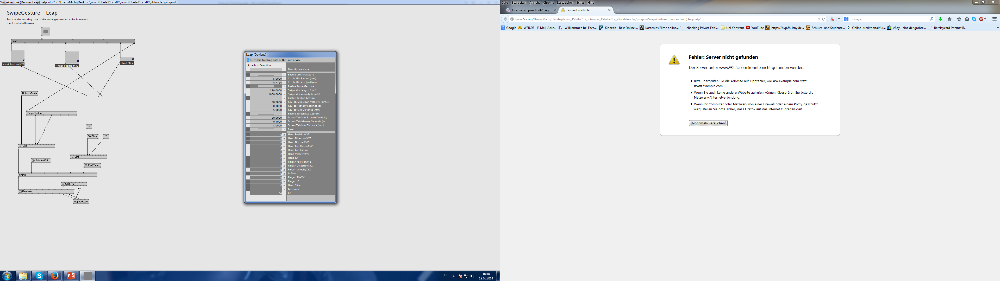 SwipeGesture (Devices Leap) help.v4p * C:\Users\Michi\Desktop\vvvv_45beta31.2_x86\vvvv_45beta31.2_x86\lib\nodes\plugins\
SwipeGesture - Leap
Returns the tracking data of the swipe gesture. All units in meters
if not stated otherwise.
Leap
Hand PositionXYZ
Finger PositionXYZ
Hand Slice
UniformScale
SwipeGesture
*
GetSlice
*
Line
Line
AxisAndGrid
PerlMeter
Group
Camera
Renderer
AspectRatio
Leap (Devices)
Returns the tracking data of the Leap device
Attach to Selection
Descriptive Name
Enable Circle Gesture
5.0000 > Circle Min Radius (mm)
4.7124 > Circle Min Arc (radians)
Enable Swipe Gesture
150.0000 > Swipe Min Length (mm)
1000.0000 > Swipe Min Velocity (mm/s)
Enable KeyTab Gesture
50.0000 > KeyTab Min Down Velocity (mm/s)
0.1000 > KeyTab History Seconds (s)
5.0000 > KeyTab Min Distance (mm)
Enable ScreenTab Gesture
50.0000 > ScreenTab Min Forward Velocity
0.1000 > ScreenTab History Seconds (s)
3.0000 > ScreenTab Min Distance (mm)
Reset
Hand PositionXYZ
Hand DirectionXYZ
Hand NormalXYZ
Hand Ball CenterXYZ
Hand Ball Radius
Hand VelocityXYZ
Hand ID
Finger PositionXYZ
Finger DirectionXYZ
Finger VelocityXYZ
Is Tool
Finger SizeXY
Finger ID
Hand Slice
Gestures
64 ID
DE
16:18
19.06.2014
Datei Bearbeiten Ansicht Chronik Lesezeichen Extras Hilfe
One Piece Episode 242 Eng...
Seiten-Ladefehler
www."c.com/Users/Michi/Desktop/vvvv_45beta31.2_x86/vvvv_45beta31.2_x86/lib/nodes/plugins/SwipeGesture (Devices Leap) help.v4p"
Google
Google WEB.DE - E-Mail-Adre... Willkommen bei Face... Kinox.to - Best Online ... Kostenlos Filme online... eBanking Private Editi... Uni Konstanz YouTube https://hvp.fh-isny.de... Schüler- und Studente... Online-Kreditportal für... eBay - eine der größte... Barclaycard Internet B... »
Fehler: Server nicht gefunden
Der Server unter www.%22c.com konnte nicht gefunden werden.
Bitte überprüfen Sie die Adresse auf Tippfehler, wie ww.example.com statt
www.example.com
Wenn Sie auch keine andere Website aufrufen können, überprüfen Sie bitte die
Netzwerk-/Internetverbindung.
Wenn Ihr Computer oder Netzwerk von einer Firewall oder einem Proxy geschützt
wird, stellen Sie bitte sicher, dass Firefox auf das Internet zugreifen darf.
Nochmals versuchen